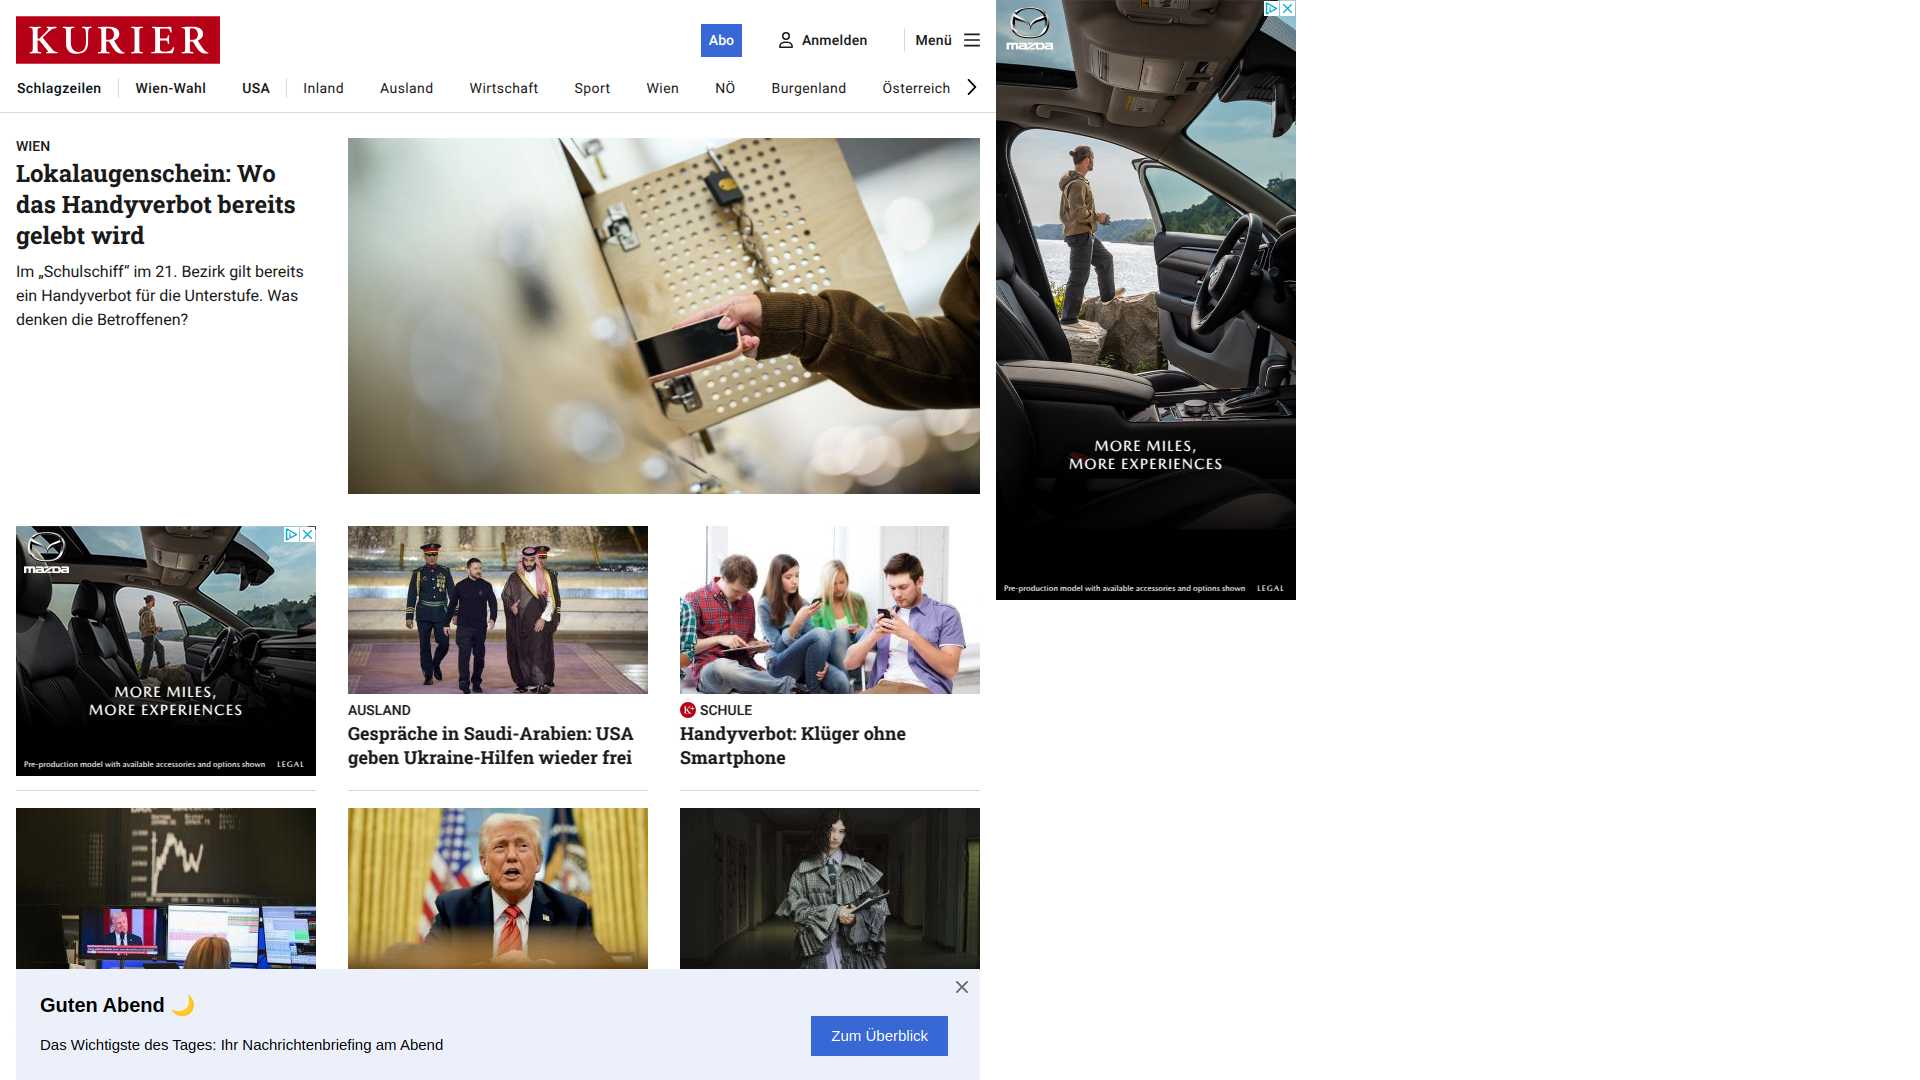 KURIER
Abo
Anmelden
Menü
Schlagzeilen
Wien-Wahl
USA
Inland
Ausland
Wirtschaft
Sport
Wien
NÖ
Burgenland
Österreich
WIEN
Lokalaugenschein: Wo
das Handyverbot bereits
gelebt wird
Im „Schulschiff“ im 21. Bezirk gilt bereits
ein Handyverbot für die Unterstufe. Was
denken die Betroffenen?
mazda
MORE MILES,
MORE EXPERIENCES
Pre-production model with available accessories and options shown LEGAL
mazda
MORE MILES,
MORE EXPERIENCES
Pre-production model with available accessories and options shown LEGAL
AUSLAND
Gespräche in Saudi-Arabien: USA
geben Ukraine-Hilfen wieder frei
K+ SCHULE
Handyverbot: Klüger ohne
Smartphone
Guten Abend 🌙
Das Wichtigste des Tages: Ihr Nachrichtenbriefing am Abend
Zum Überblick